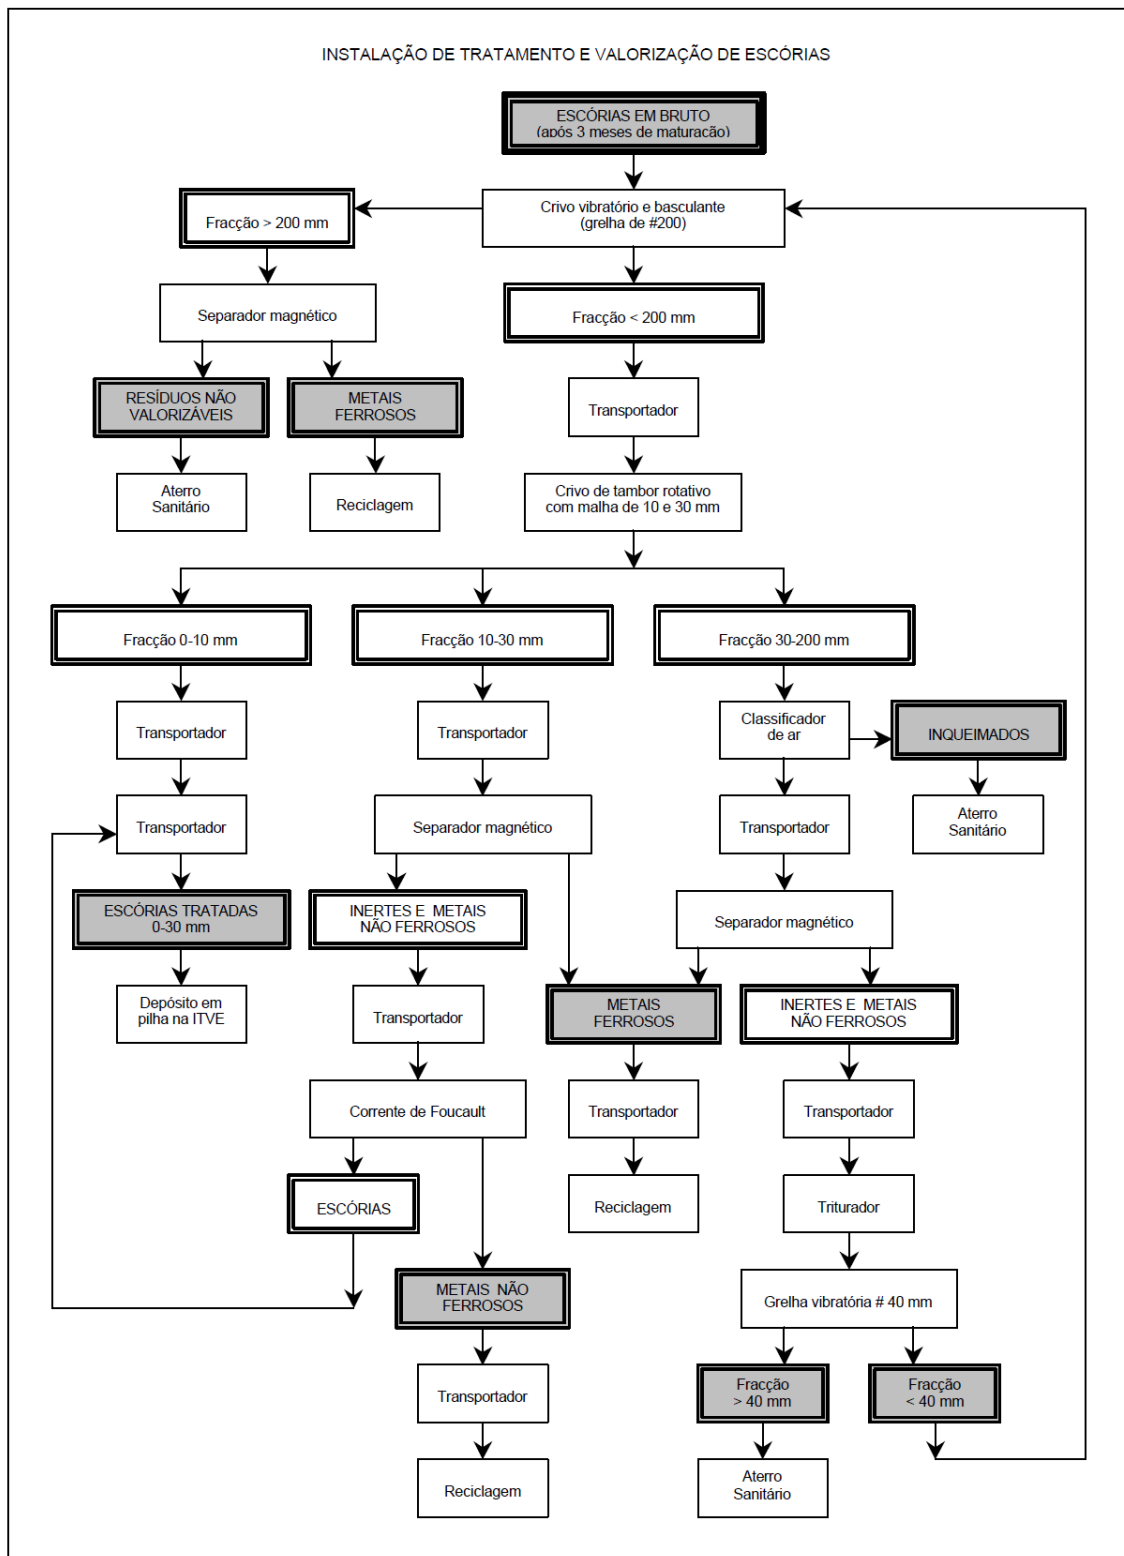 INSTALAÇÃO DE TRATAMENTO E VALORIZAÇÃO DE ESCÓRIAS
ESCÓRIAS EM BRUTO
(após 3 meses de maturação)
Crivo vibratório e basculante
(grelha de #200)
Fracção > 200 mm
Separador magnético
Fracção < 200 mm
RESÍDUOS NÃO
VALORIZÁVEIS
METAIS
FERROSOS
Transportador
Aterro
Sanitário
Reciclagem
Crivo de tambor rotativo
com malha de 10 e 30 mm
Fracção 0-10 mm
Fracção 10-30 mm
Fracção 30-200 mm
Transportador
Transportador
Classificador
de ar
INQUEIMADOS
Transportador
Separador magnético
Transportador
Aterro
Sanitário
ESCÓRIAS TRATADAS
0-30 mm
INERTES E METAIS
NÃO FERROSOS
Separador magnético
Depósito em
pilha na ITVE
Transportador
METAIS
FERROSOS
INERTES E METAIS
NÃO FERROSOS
Corrente de Foucault
Transportador
Transportador
ESCÓRIAS
Reciclagem
Triturador
METAIS NÃO
FERROSOS
Grelha vibratória # 40 mm
Transportador
Fracção
> 40 mm
Fracção
< 40 mm
Reciclagem
Aterro
Sanitário